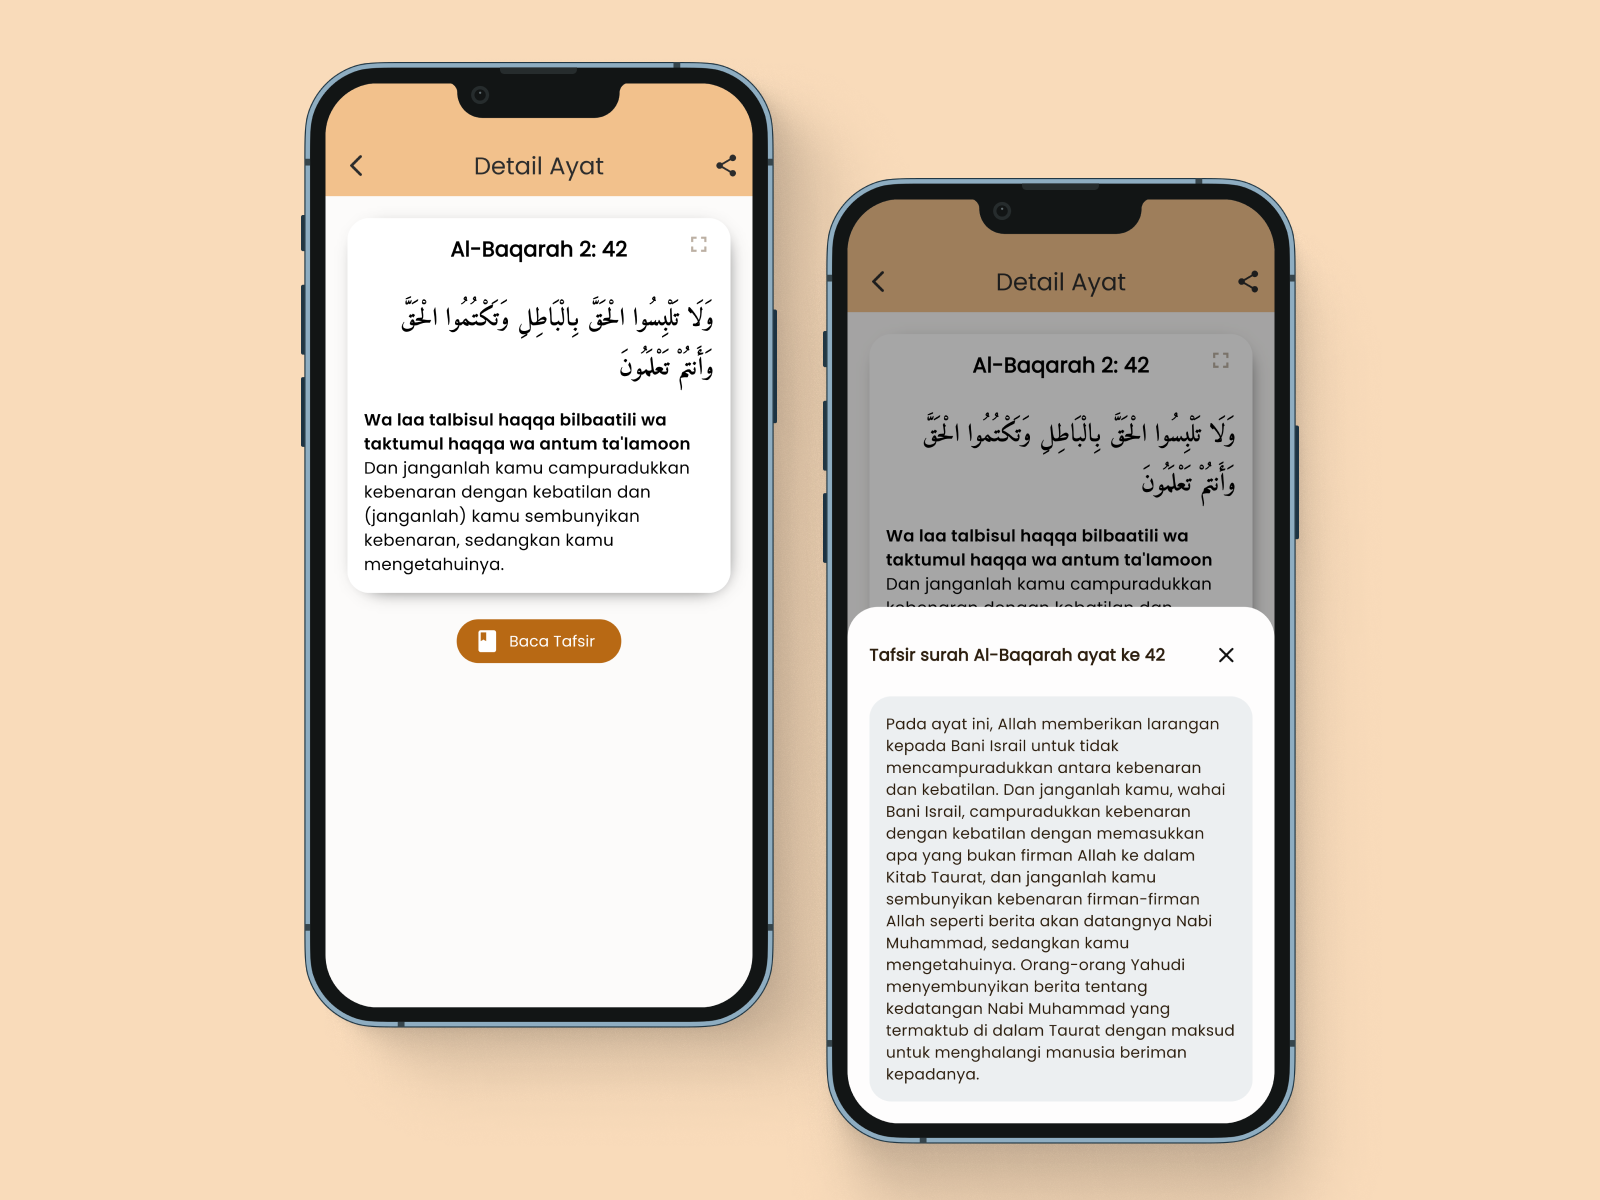 Detail Ayat
Al-Baqarah 2: 42
وَلَا تَلْبِسُوا الْحَقَّ بِالْبَاطِلِ وَتَكْتُمُوا الْحَقَّ
وَأَنتُمْ تَعْلَمُونَ
Wa laa talbisul haqqa bilbaatili wa
taktumul haqqa wa antum ta'lamoon
Dan janganlah kamu campuradukkan
kebenaran dengan kebatilan dan
(janganlah) kamu sembunyikan
kebenaran, sedangkan kamu
mengetahuinya.
Baca Tafsir
Detail Ayat
Al-Baqarah 2: 42
وَلَا تَلْبِسُوا الْحَقَّ بِالْبَاطِلِ وَتَكْتُمُوا الْحَقَّ
وَأَنتُمْ تَعْلَمُونَ
Wa laa talbisul haqqa bilbaatili wa
taktumul haqqa wa antum ta'lamoon
Dan janganlah kamu campuradukkan
kebenaran dengan kebatilan dan
Tafsir surah Al-Baqarah ayat ke 42
Pada ayat ini, Allah memberikan larangan
kepada Bani Israil untuk tidak
mencampuradukkan antara kebenaran
dan kebatilan. Dan janganlah kamu, wahai
Bani Israil, campuradukkan kebenaran
dengan kebatilan dengan memasukkan
apa yang bukan firman Allah ke dalam
Kitab Taurat, dan janganlah kamu
sembunyikan kebenaran firman-firman
Allah seperti berita akan datangnya Nabi
Muhammad, sedangkan kamu
mengetahuinya. Orang-orang Yahudi
menyembunyikan berita tentang
kedatangan Nabi Muhammad yang
termaktub di dalam Taurat dengan maksud
untuk menghalangi manusia beriman
kepadanya.